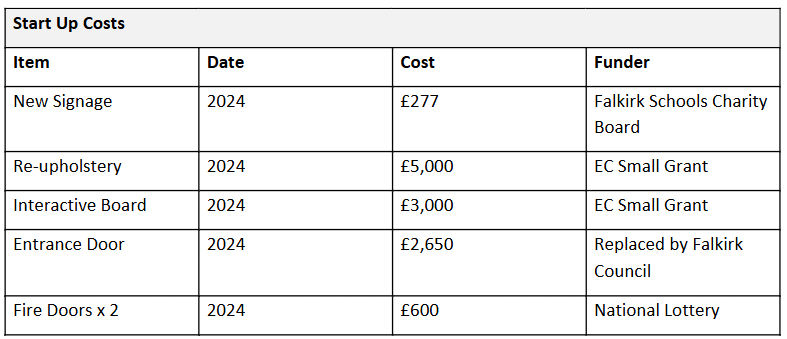 Start Up Costs
Item Date Cost Funder
New Signage 2024 £277 Falkirk Schools Charity
Board
Re-upholstery 2024 £5,000 EC Small Grant
Interactive Board 2024 £3,000 EC Small Grant
Entrance Door 2024 £2,650 Replaced by Falkirk
Council
Fire Doors x 2 2024 £600 National Lottery